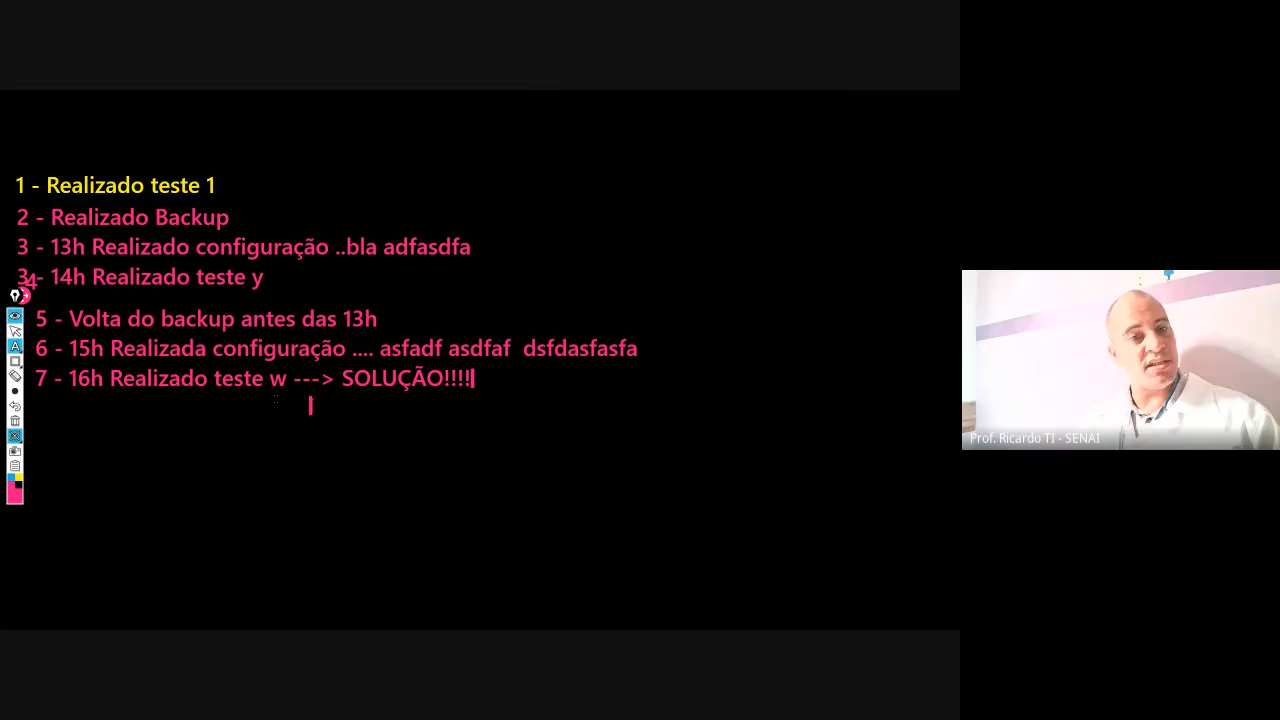 1 - Realizado teste 1
2 - Realizado Backup
3 - 13h Realizado configuração ..bla adfasdfa
3 - 14h Realizado teste y
4
5 - Volta do backup antes das 13h
6 - 15h Realizada configuração .... asfadf asdfaf dsfdasfasfa
7 - 16h Realizado teste w ---> SOLUÇÃO!!!!
Prof. Ricardo TI - SENAI